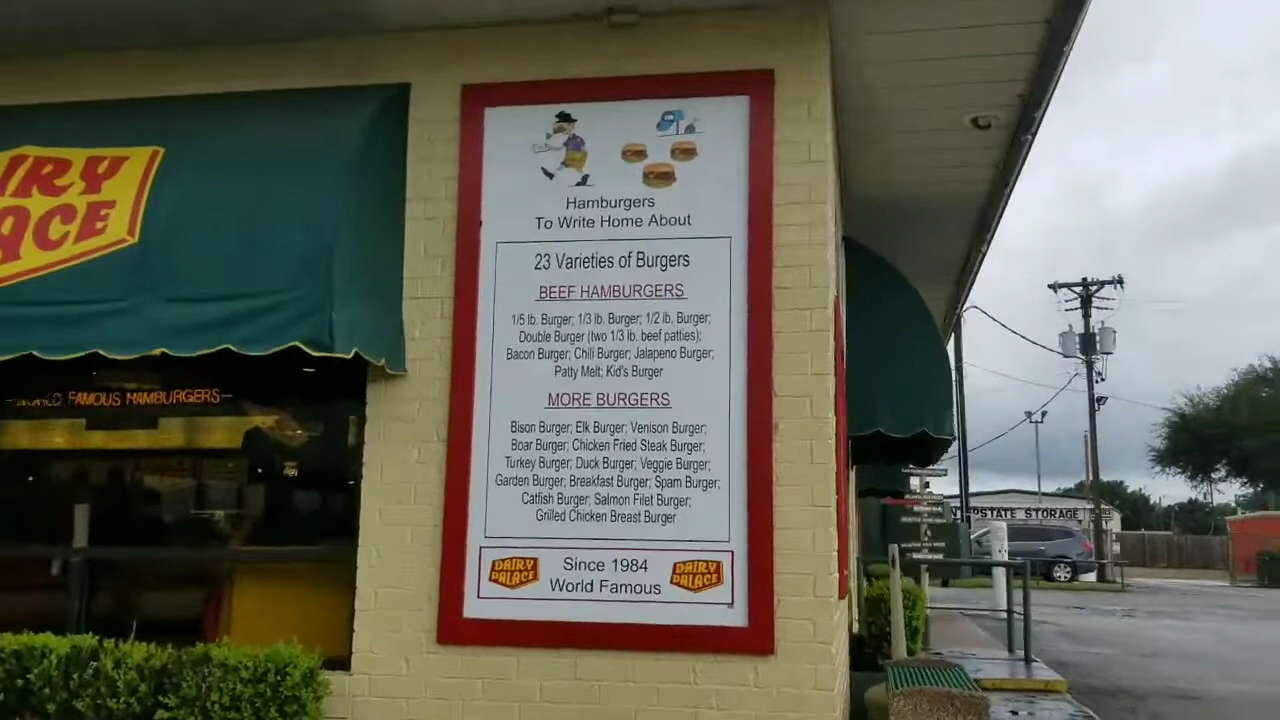 IRY
ACE
FAMOUS HAMBURGERS
Hamburgers
To Write Home About
23 Varieties of Burgers
BEEF HAMBURGERS
1/5 lb. Burger; 1/3 lb. Burger; 1/2 lb. Burger;
Double Burger (two 1/3 lb. beef patties);
Bacon Burger; Chili Burger; Jalapeno Burger;
Patty Melt; Kid's Burger
MORE BURGERS
Bison Burger; Elk Burger; Venison Burger;
Boar Burger; Chicken Fried Steak Burger;
Turkey Burger; Duck Burger; Veggie Burger;
Garden Burger; Breakfast Burger; Spam Burger;
Catfish Burger; Salmon Filet Burger;
Grilled Chicken Breast Burger
DAIRY
PALACE
Since 1984
World Famous
DAIRY
PALACE
STORAGE